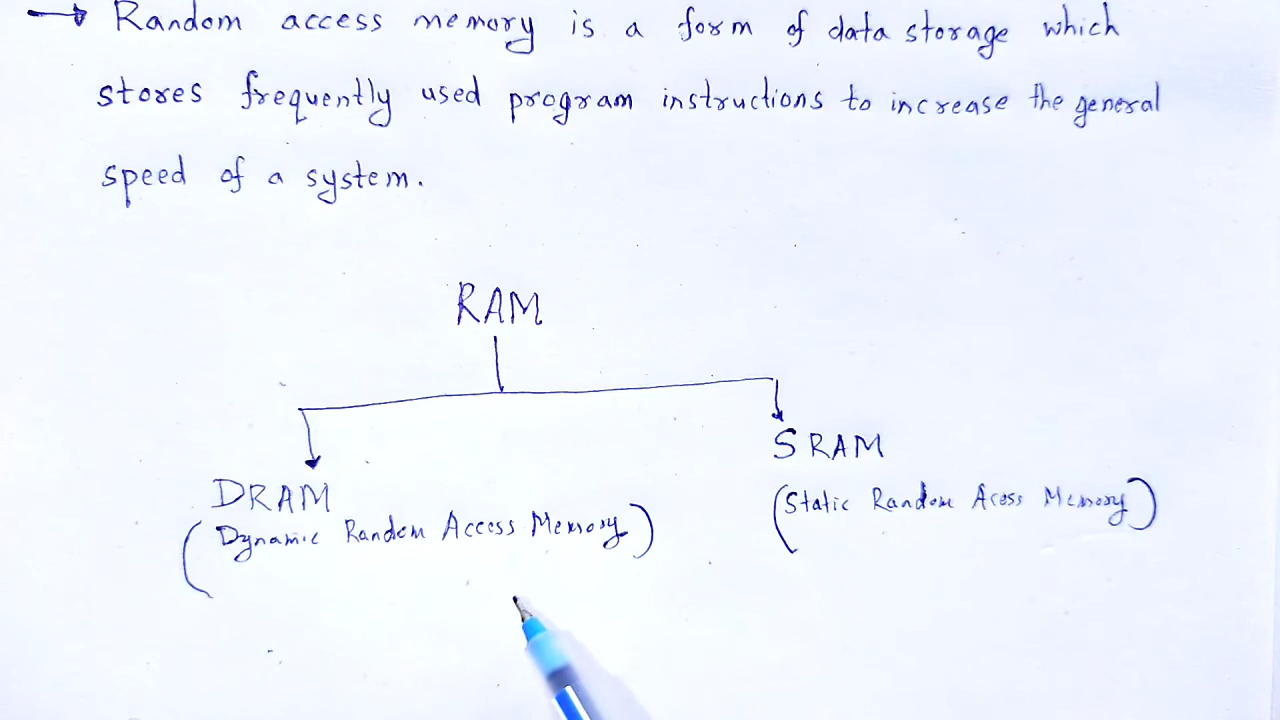 → Random access memory is a form of data storage which
stores frequently used program instructions to increase the general
speed of a system.
RAM
DRAM
(Dynamic Random Access Memory)
SRAM
(Static Random Acess Memory)